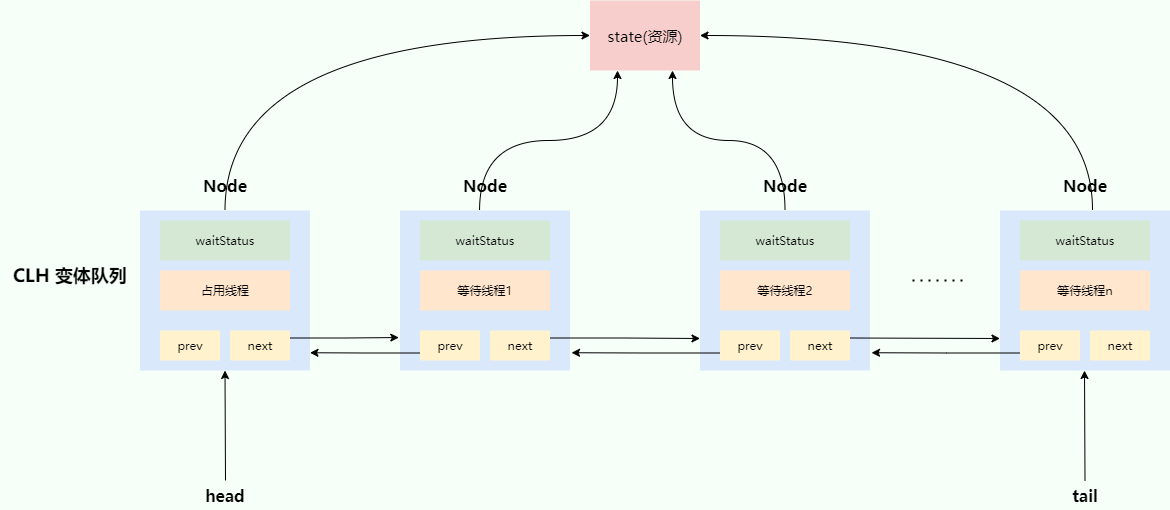 state(资源)
Node
Node
Node
Node
waitStatus
waitStatus
waitStatus
waitStatus
CLH 变体队列
占用线程
等待线程1
等待线程2
.......
等待线程n
prev
next
prev
next
prev
next
prev
next
head
tail